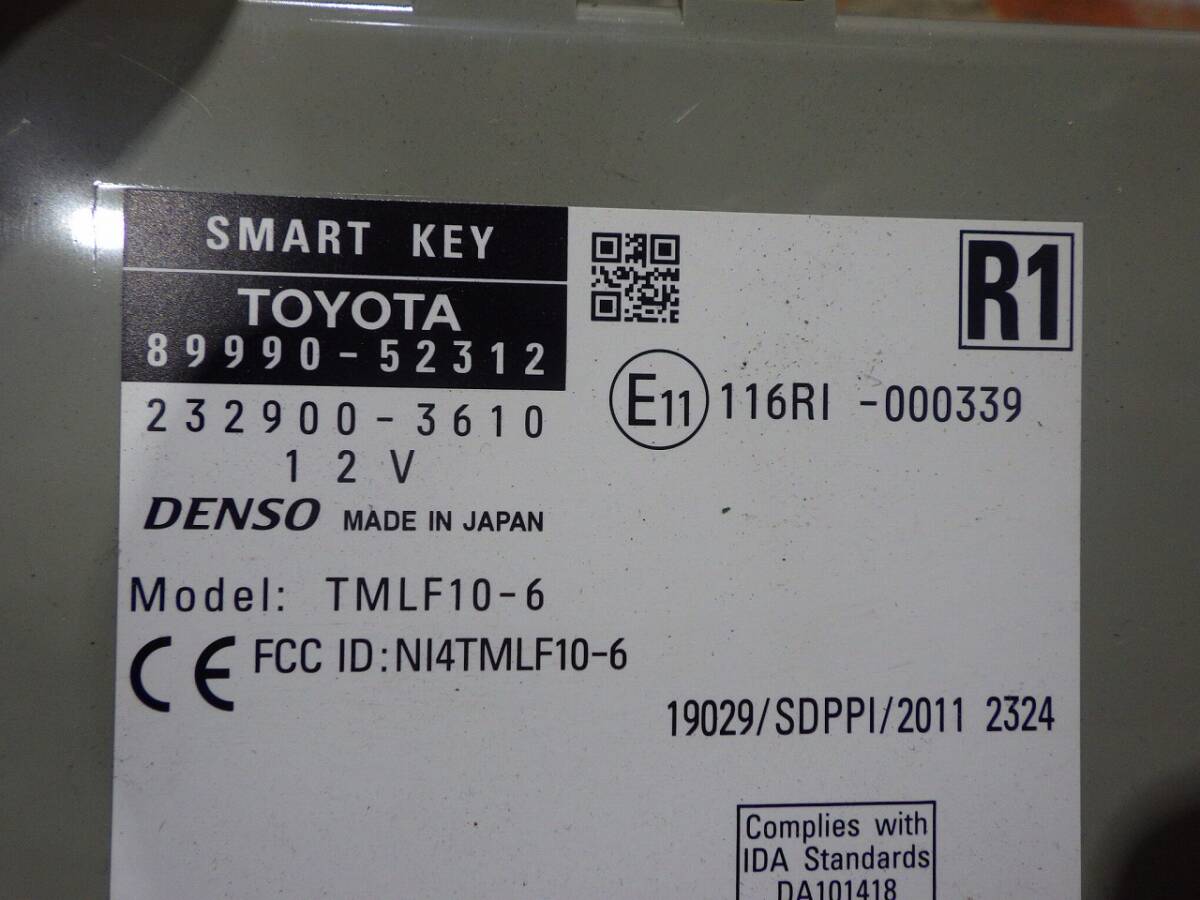 SMART KEY
TOYOTA
89990-52312
232900-3610
12V
DENSO MADE IN JAPAN
R1
E11 116RI -000339
Model: TMLF10-6
CE FCC ID:NI4TMLF10-6
19029/SDPPI/2011 2324
Complies with
IDA Standards
DA101418